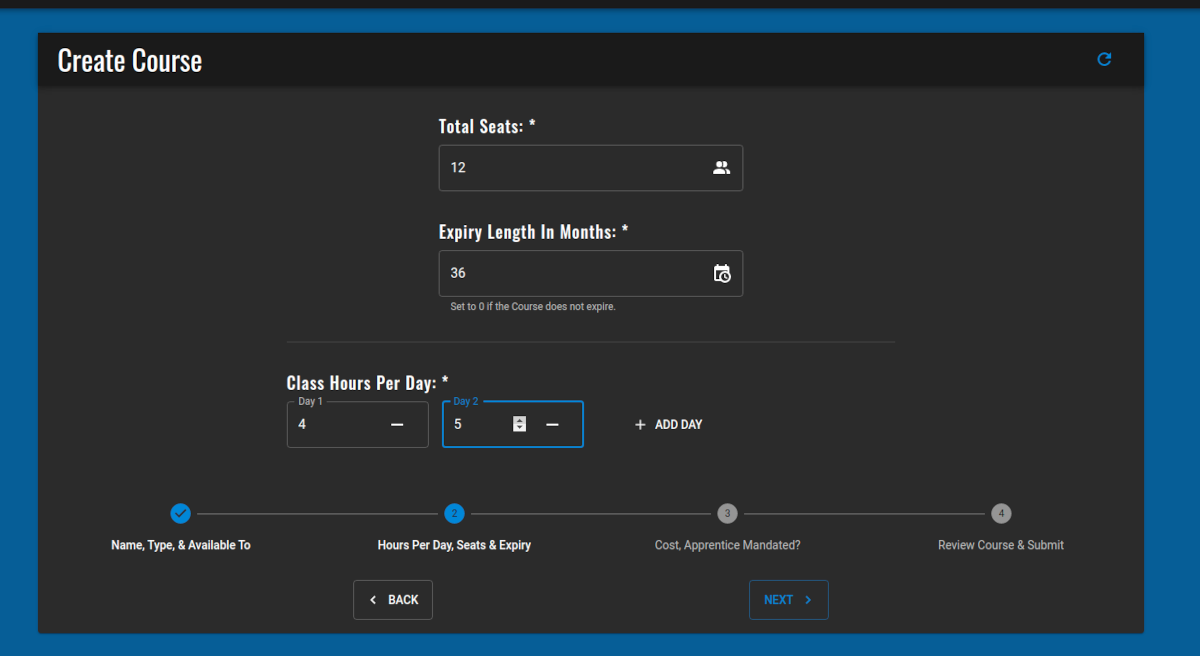 Create Course
Total Seats: *
12
Expiry Length In Months: *
36
Set to 0 if the Course does not expire.
Class Hours Per Day: *
Day 1
4
Day 2
5
ADD DAY
2
3
4
Name, Type, & Available To
Hours Per Day, Seats & Expiry
Cost, Apprentice Mandated?
Review Course & Submit
BACK
NEXT